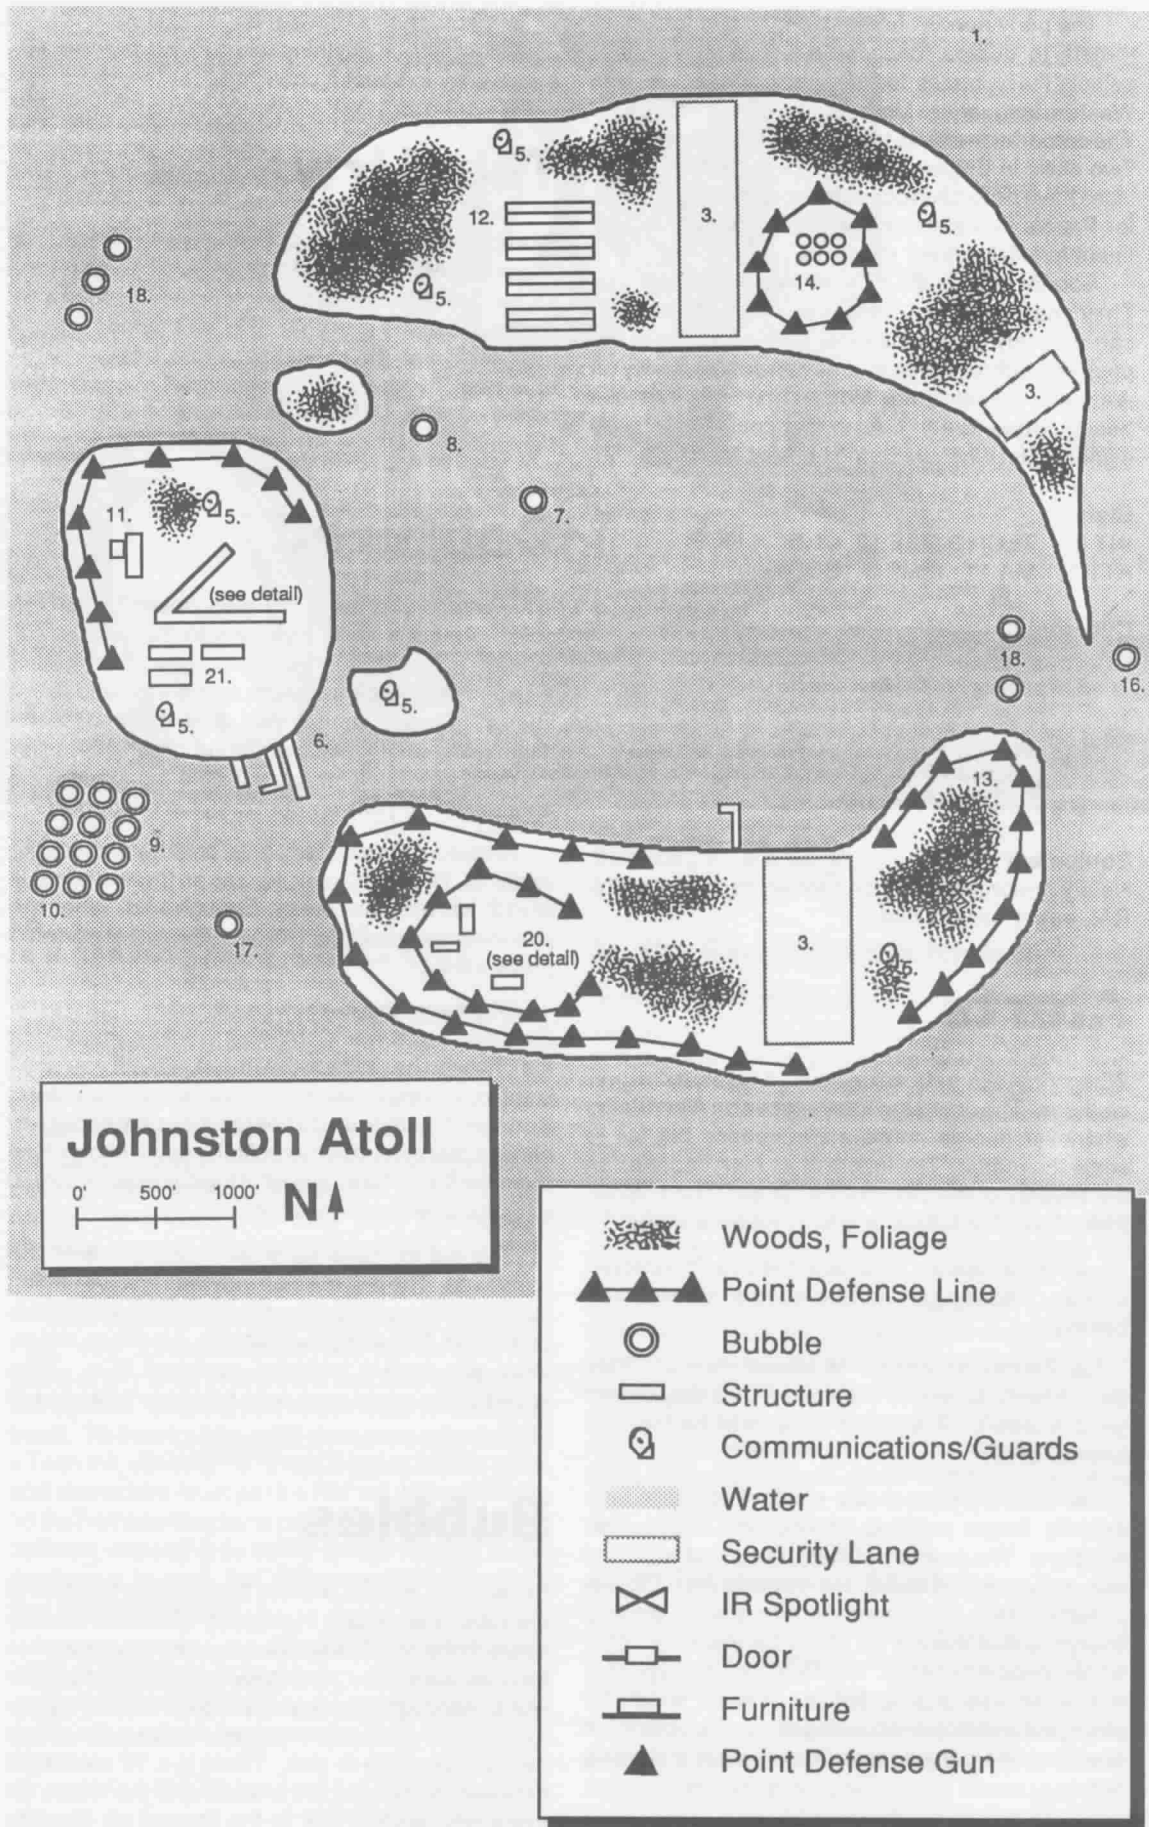 1.
5.
12.
3.
5.
14.
5.
18.
3.
8.
7.
11.
5.
(see detail)
21.
5.
5.
6.
18.
16.
13.
9.
10.
17.
20.
(see detail)
3.
5.
Johnston Atoll
0' 500' 1000' N
Woods, Foliage
Point Defense Line
Bubble
Structure
Communications/Guards
Water
Security Lane
IR Spotlight
Door
Furniture
Point Defense Gun